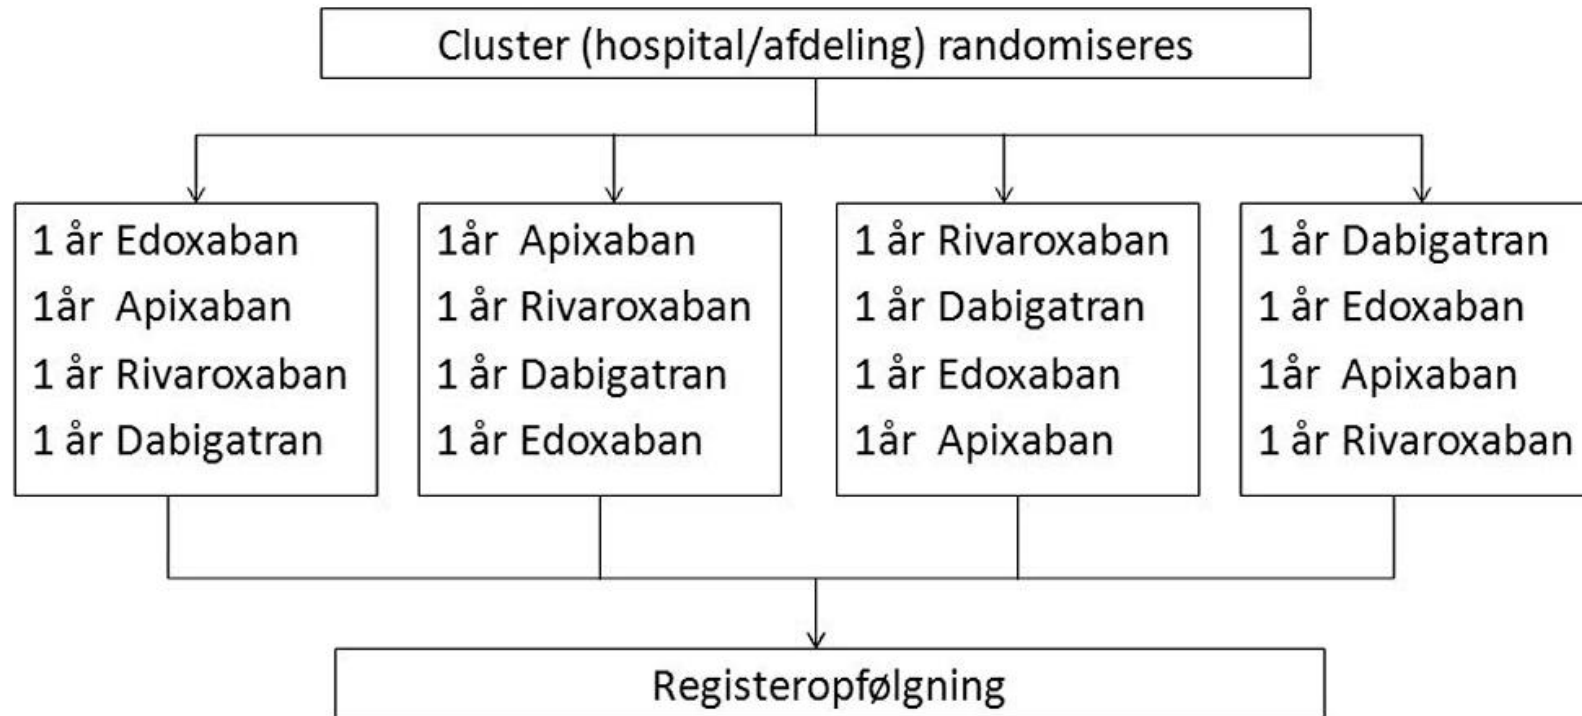 Cluster (hospital/afdeling) randomiseres
1 år Edoxaban
1år  Apixaban
1 år Rivaroxaban
1 år Dabigatran
1år  Apixaban
1 år Rivaroxaban
1 år Dabigatran
1 år Edoxaban
1 år Rivaroxaban
1 år Dabigatran
1 år Edoxaban
1år  Apixaban
1 år Dabigatran
1 år Edoxaban
1år  Apixaban
1 år Rivaroxaban
Registeropfølgning